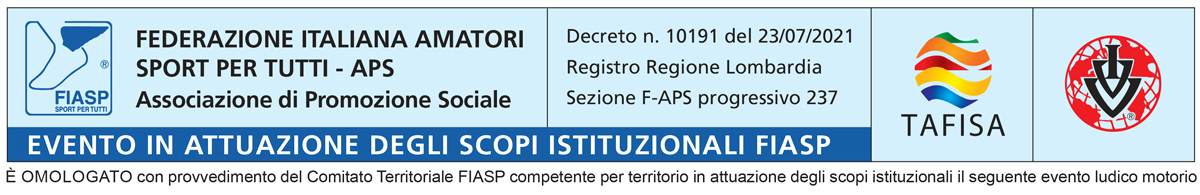 FIASP
SPORT PER TUTTI
®
FEDERAZIONE ITALIANA AMATORI
SPORT PER TUTTI - APS
Associazione di Promozione Sociale
Decreto n. 10191 del 23/07/2021
Registro Regione Lombardia
Sezione F-APS progressivo 237
TAFISA
IVV
®
EVENTO IN ATTUAZIONE DEGLI SCOPI ISTITUZIONALI FIASP
È OMOLOGATO con provvedimento del Comitato Territoriale FIASP competente per territorio in attuazione degli scopi istituzionali il seguente evento ludico motorio